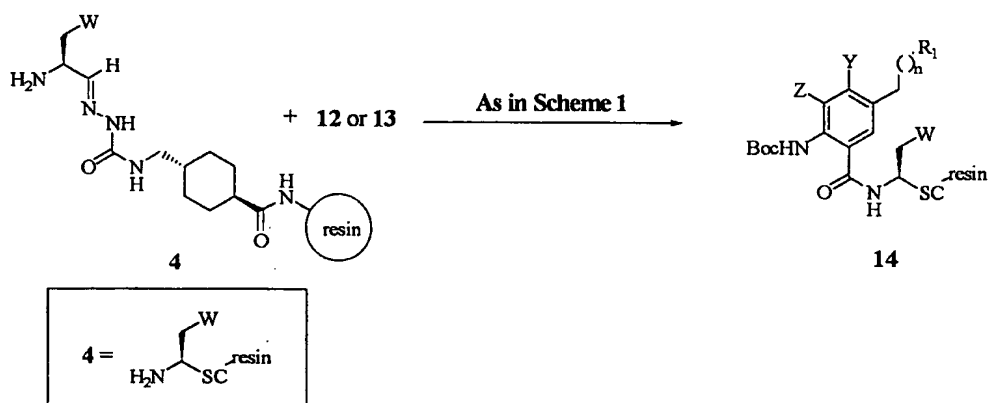 W
H₂N
H
N
NH
O
N
H
H
N
O
resin
4
+ 12 or 13
As in Scheme 1
R₁
( )n
Y
Z
BocHN
O
N
H
W
SC
resin
14
4 =
W
H₂N
SC
resin